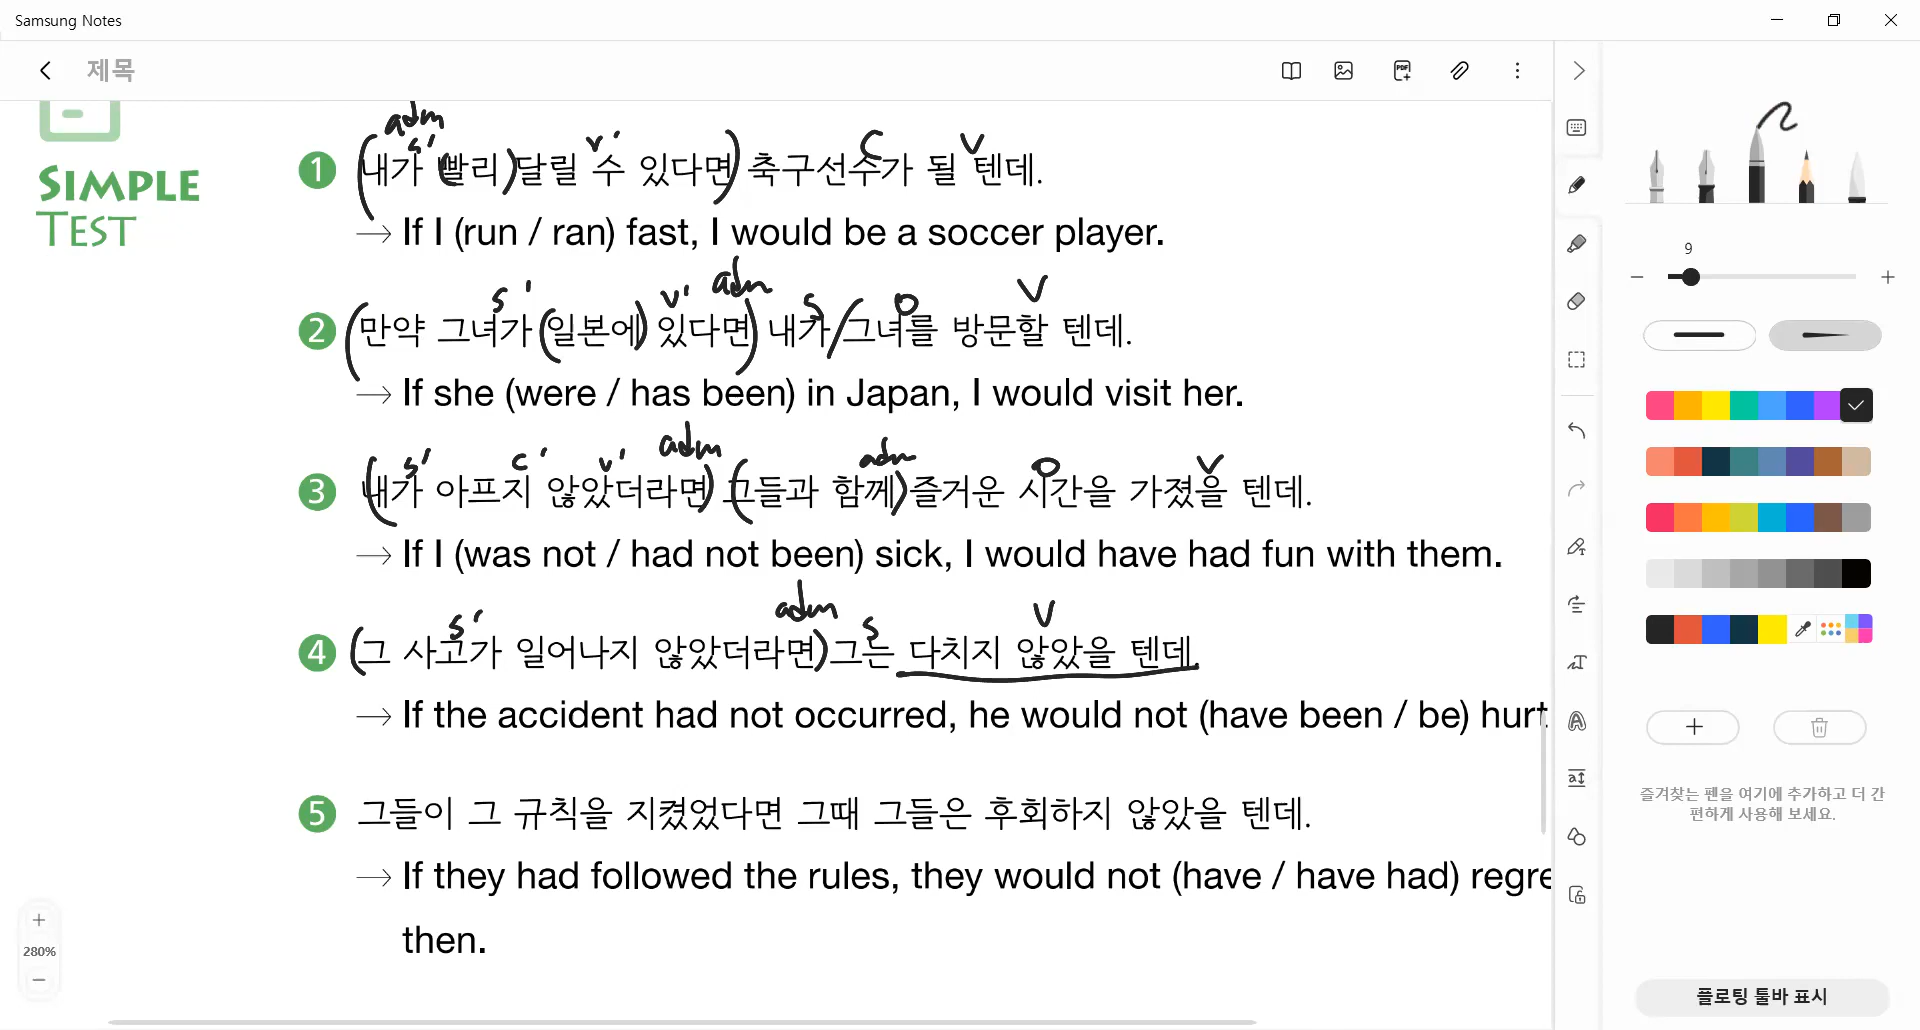 Samsung Notes
제목
SIMPLE
TEST
adm
s' v' c v
1 (내가 (빨리) 달릴 수 있다면) 축구선수가 될 텐데.
→ If I (run / ran) fast, I would be a soccer player.
s' v' adm s o v
2 (만약 그녀가 (일본에) 있다면) 내가 / 그녀를 방문할 텐데.
→ If she (were / has been) in Japan, I would visit her.
s' c' v' adm adm o v
3 (내가 아프지 않았더라면) (그들과 함께) 즐거운 시간을 가졌을 텐데.
→ If I (was not / had not been) sick, I would have had fun with them.
s' adm s v
4 (그 사고가 일어나지 않았더라면) 그는 다치지 않았을 텐데.
→ If the accident had not occurred, he would not (have been / be) hurt.
5 그들이 그 규칙을 지켰었다면 그때 그들은 후회하지 않았을 텐데.
→ If they had followed the rules, they would not (have / have had) regre
then.
280%
9
즐겨찾는 펜을 여기에 추가하고 더 간
편하게 사용해 보세요.
플로팅 툴바 표시